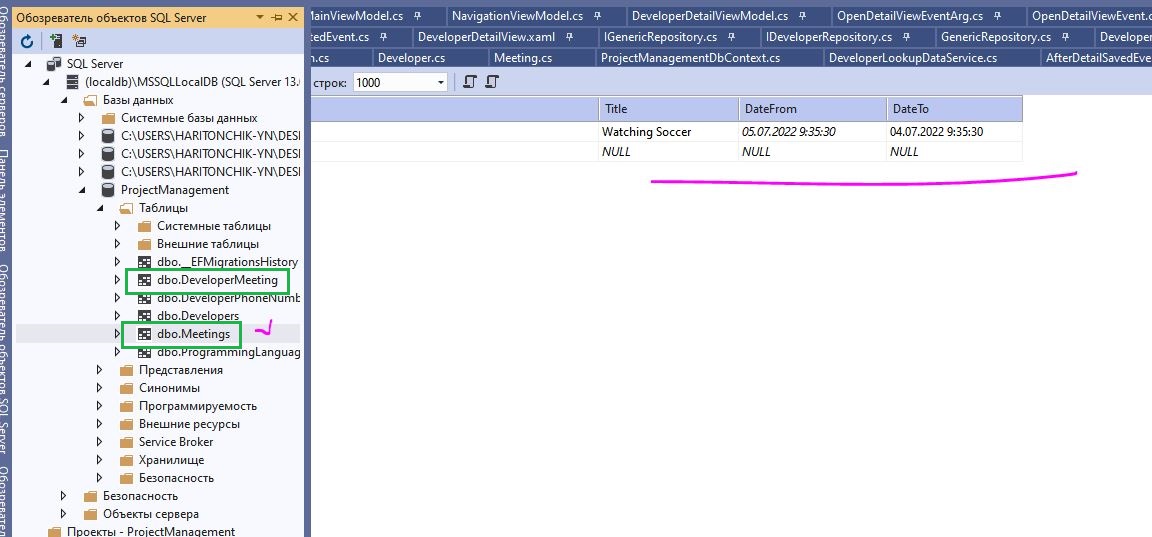 Обозреватель объектов SQL Server
MainViewModel.cs
NavigationViewModel.cs
DeveloperDetailViewModel.cs
OpenDetailViewEventArg.cs
OpenDetailViewEvent.c
tedEvent.cs
DeveloperDetailView.xaml
IGenericRepository.cs
IDeveloperRepository.cs
GenericRepository.cs
Develope
n.cs
Developer.cs
Meeting.cs
ProjectManagementDbContext.cs
DeveloperLookupDataService.cs
AfterDetailSavedEve
строк:
1000
Title
DateFrom
DateTo
Watching Soccer
05.07.2022 9:35:30
04.07.2022 9:35:30
NULL
NULL
NULL
SQL Server
(localdb)\MSSQLLocalDB (SQL Server 13.
Базы данных
Системные базы данных
C:\USERS\HARITONCHIK-YN\DESI
C:\USERS\HARITONCHIK-YN\DESI
C:\USERS\HARITONCHIK-YN\DESI
ProjectManagement
Таблицы
Системные таблицы
Внешние таблицы
dbo.__EFMigrationsHistory
dbo.DeveloperMeeting
dbo.DeveloperPhoneNumb
dbo.Developers
dbo.Meetings
dbo.ProgrammingLanguag
Представления
Синонимы
Программируемость
Внешние ресурсы
Service Broker
Хранилище
Безопасность
Безопасность
Объекты сервера
Проекты - ProjectManagement
Обозреватель серверов
Панель элементов
Обозреватель объектов SQL Server